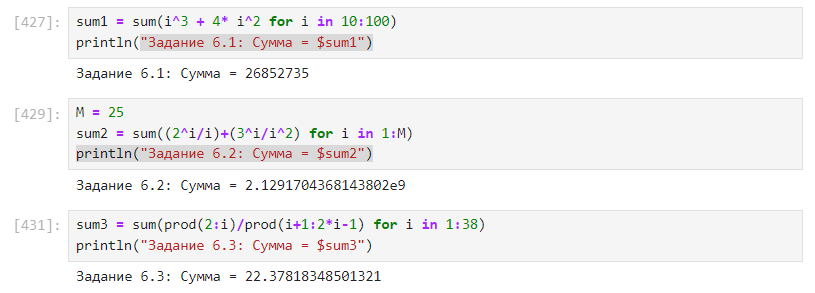 [427]: sum1 = sum(i^3 + 4* i^2 for i in 10:100)
println("Задание 6.1: Сумма = $sum1")
Задание 6.1: Сумма = 26852735
[429]: M = 25
sum2 = sum((2^i/i)+(3^i/i^2) for i in 1:M)
println("Задание 6.2: Сумма = $sum2")
Задание 6.2: Сумма = 2.1291704368143802e9
[431]: sum3 = sum(prod(2:i)/prod(i+1:2*i-1) for i in 1:38)
println("Задание 6.3: Сумма = $sum3")
Задание 6.3: Сумма = 22.37818348501321